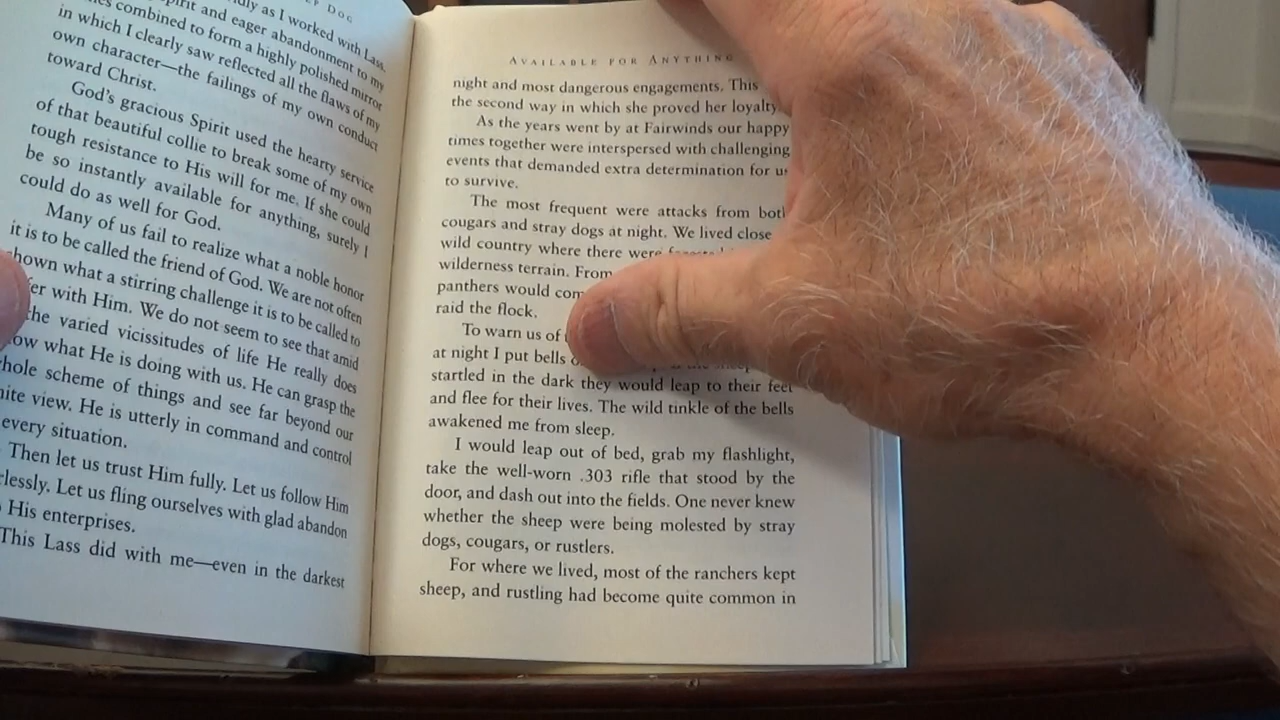 DOG
as I worked with Lass.
spirit and eager abandonment to my
combined to form a highly polished mirror
in which I clearly saw reflected all the flaws of my
own character—the failings of my own conduct
toward Christ.
God's gracious Spirit used the hearty service
of that beautiful collie to break some of my own
tough resistance to His will for me. If she could
be so instantly available for anything, surely I
could do as well for God.
Many of us fail to realize what a noble honor
it is to be called the friend of God. We are not often
shown what a stirring challenge it is to be called to
with Him. We do not seem to see that amid
the varied vicissitudes of life He really does
what He is doing with us. He can grasp the
whole scheme of things and see far beyond our
view. He is utterly in command and control
every situation.
Then let us trust Him fully. Let us follow Him
Let us fling ourselves with glad abandon
His enterprises.
This Lass did with me—even in the darkest
AVAILABLE FOR ANYTHING
night and most dangerous engagements. This
the second way in which she proved her loyalty.
As the years went by at Fairwinds our happy
times together were interspersed with challenging
events that demanded extra determination for us
to survive.
The most frequent were attacks from both
cougars and stray dogs at night. We lived close
wild country where there were forested
wilderness terrain. From
panthers would come
raid the flock.
To warn us of
at night I put bells
startled in the dark they would leap to their feet
and flee for their lives. The wild tinkle of the bells
awakened me from sleep.
I would leap out of bed, grab my flashlight,
take the well-worn .303 rifle that stood by the
door, and dash out into the fields. One never knew
whether the sheep were being molested by stray
dogs, cougars, or rustlers.
For where we lived, most of the ranchers kept
sheep, and rustling had become quite common in